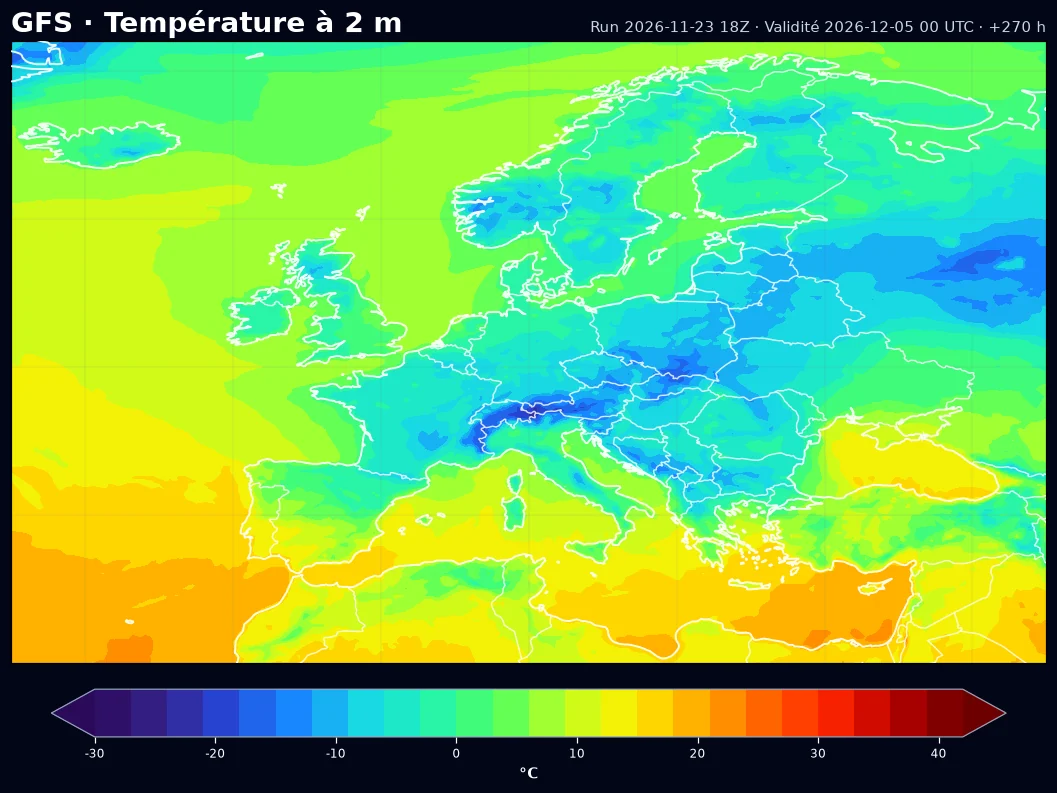 GFS · Température à 2 m
Run 2026-11-23 18Z · Validité 2026-12-05 00 UTC · +270 h
-30 -20 -10 0 10 20 30 40
°C